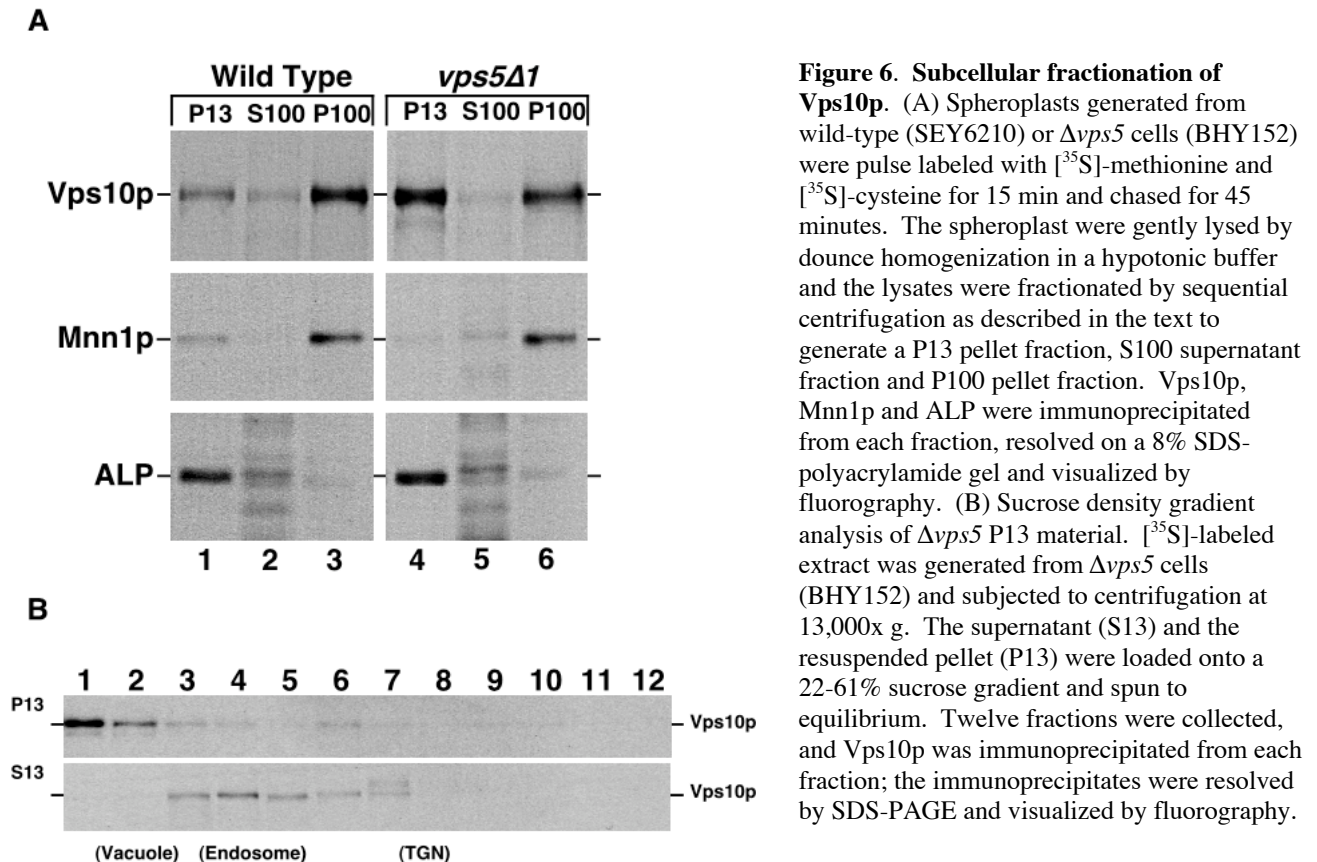 A
Wild Type
vps5Δ1
P13 S100 P100
P13 S100 P100
Vps10p
Mnn1p
ALP
1 2 3 4 5 6
B
1 2 3 4 5 6 7 8 9 10 11 12
P13
Vps10p
S13
Vps10p
(Vacuole) (Endosome) (TGN)
Figure 6. Subcellular fractionation of
Vps10p. (A) Spheroplasts generated from
wild-type (SEY6210) or Δvps5 cells (BHY152)
were pulse labeled with [³⁵S]-methionine and
[³⁵S]-cysteine for 15 min and chased for 45
minutes. The spheroplast were gently lysed by
dounce homogenization in a hypotonic buffer
and the lysates were fractionated by sequential
centrifugation as described in the text to
generate a P13 pellet fraction, S100 supernatant
fraction and P100 pellet fraction. Vps10p,
Mnn1p and ALP were immunoprecipitated
from each fraction, resolved on a 8% SDS-
polyacrylamide gel and visualized by
fluorography. (B) Sucrose density gradient
analysis of Δvps5 P13 material. [³⁵S]-labeled
extract was generated from Δvps5 cells
(BHY152) and subjected to centrifugation at
13,000x g. The supernatant (S13) and the
resuspended pellet (P13) were loaded onto a
22-61% sucrose gradient and spun to
equilibrium. Twelve fractions were collected,
and Vps10p was immunoprecipitated from each
fraction; the immunoprecipitates were resolved
by SDS-PAGE and visualized by fluorography.